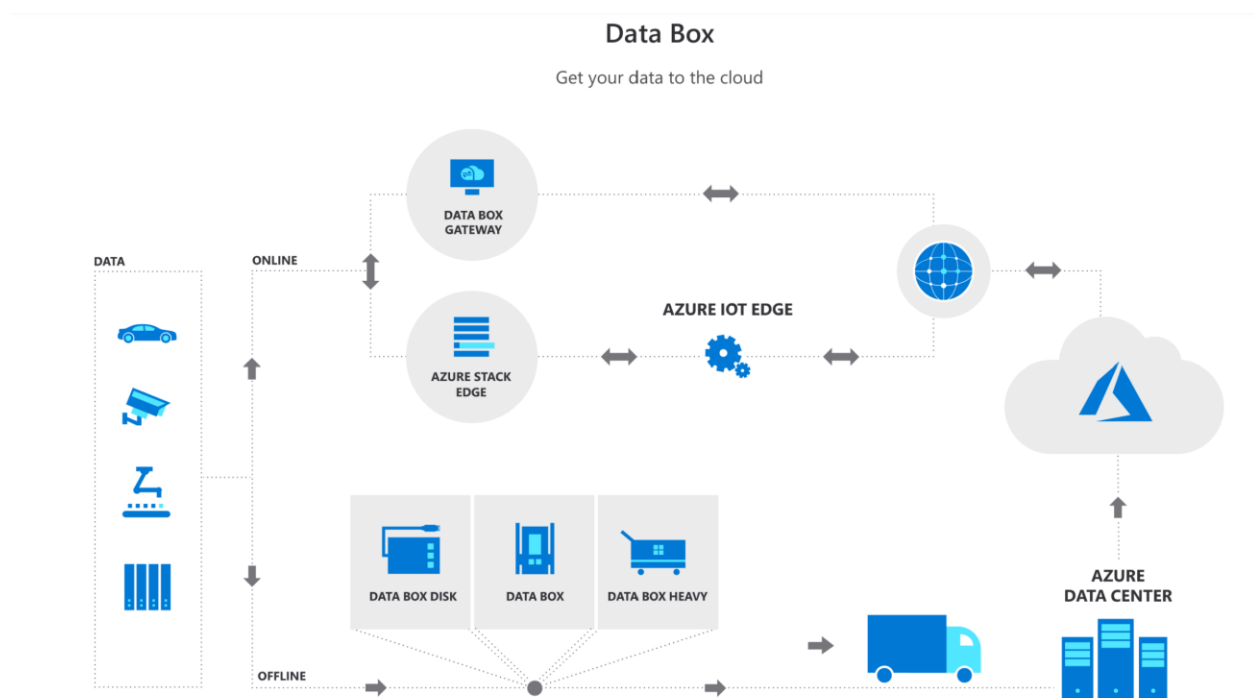 Data Box
Get your data to the cloud
DATA BOX
GATEWAY
DATA
ONLINE
AZURE IOT EDGE
AZURE STACK
EDGE
DATA BOX DISK
DATA BOX
DATA BOX HEAVY
AZURE
DATA CENTER
OFFLINE